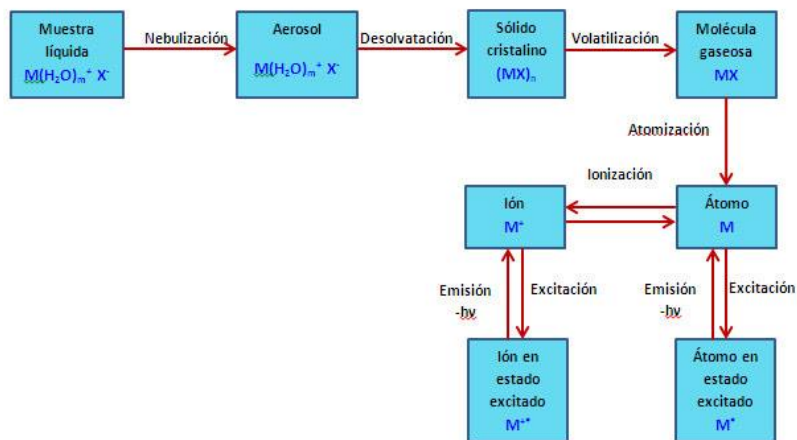 Muestra
líquida
M(H₂O)ₘ⁺ X⁻
Nebulización
Aerosol
M(H₂O)ₘ⁺ X⁻
Desolvatación
Sólido
cristalino
(MX)ₙ
Volatilización
Molécula
gaseosa
MX
Atomización
Ionización
Ión
M⁺
Átomo
M
Emisión
-hν
Excitación
Emisión
-hν
Excitación
Ión en
estado
excitado
M⁺*
Átomo en
estado
excitado
M*